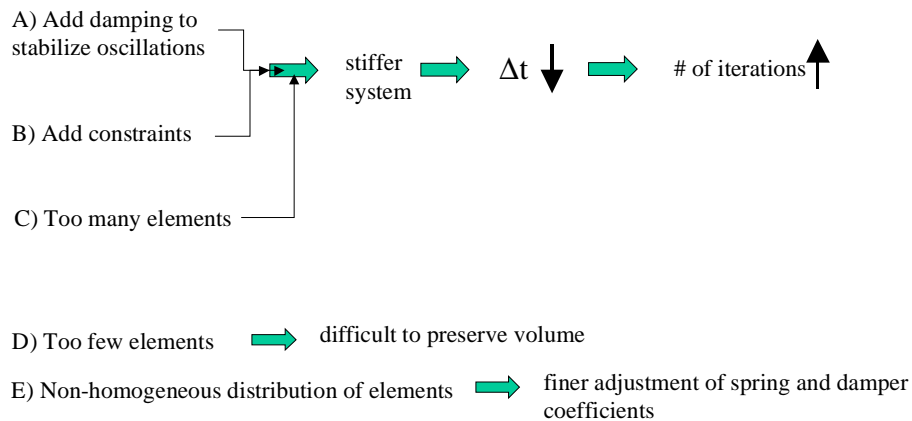 A) Add damping to
stabilize oscillations
stiffer
system
Δt
# of iterations
B) Add constraints
C) Too many elements
D) Too few elements
difficult to preserve volume
E) Non-homogeneous distribution of elements
finer adjustment of spring and damper
coefficients